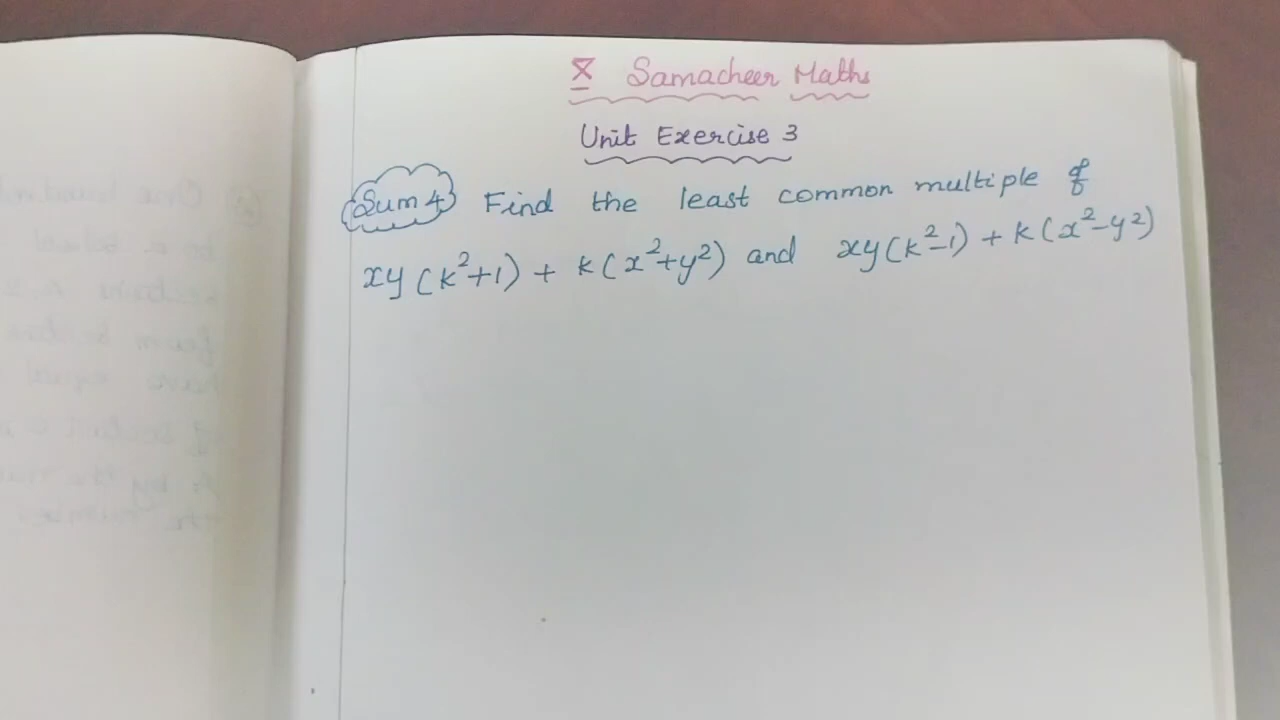 X Samacheer Maths
Unit Exercise 3
Sum 4 Find the least common multiple of
xy(k²+1) + k(x²+y²) and xy(k²-1) + k(x²-y²)